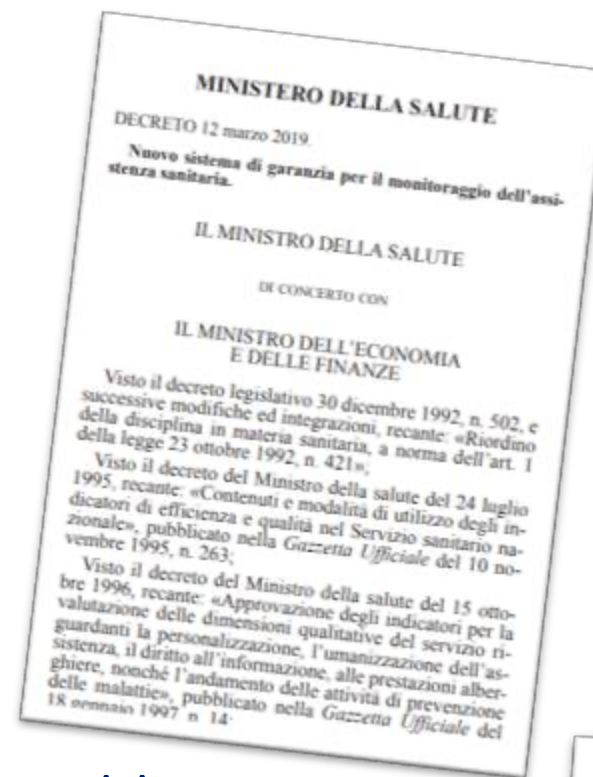 MINISTERO DELLA SALUTE
DECRETO 12 marzo 2019.
Nuovo sistema di garanzia per il monitoraggio dell'assi-
stenza sanitaria.
IL MINISTRO DELLA SALUTE
DI CONCERTO CON
IL MINISTRO DELL'ECONOMIA
E DELLE FINANZE
Visto il decreto legislativo 30 dicembre 1992, n. 502, e
successive modifiche ed integrazioni, recante: «Riordino
della disciplina in materia sanitaria, a norma dell'art. 1
della legge 23 ottobre 1992, n. 421»;
Visto il decreto del Ministro della salute del 24 luglio
1995, recante: «Contenuti e modalità di utilizzo degli in-
dicatori di efficienza e qualità nel Servizio sanitario na-
zionale», pubblicato nella Gazzetta Ufficiale del 10 no-
vembre 1995, n. 263;
Visto il decreto del Ministro della salute del 15 otto-
bre 1996, recante: «Approvazione degli indicatori per la
valutazione delle dimensioni qualitative del servizio ri-
guardanti la personalizzazione, l'umanizzazione dell'as-
sistenza, il diritto all'informazione, alle prestazioni alber-
ghiere, nonché l'andamento delle attività di prevenzione
delle malattie», pubblicato nella Gazzetta Ufficiale del
18 gennaio 1997, n. 14;